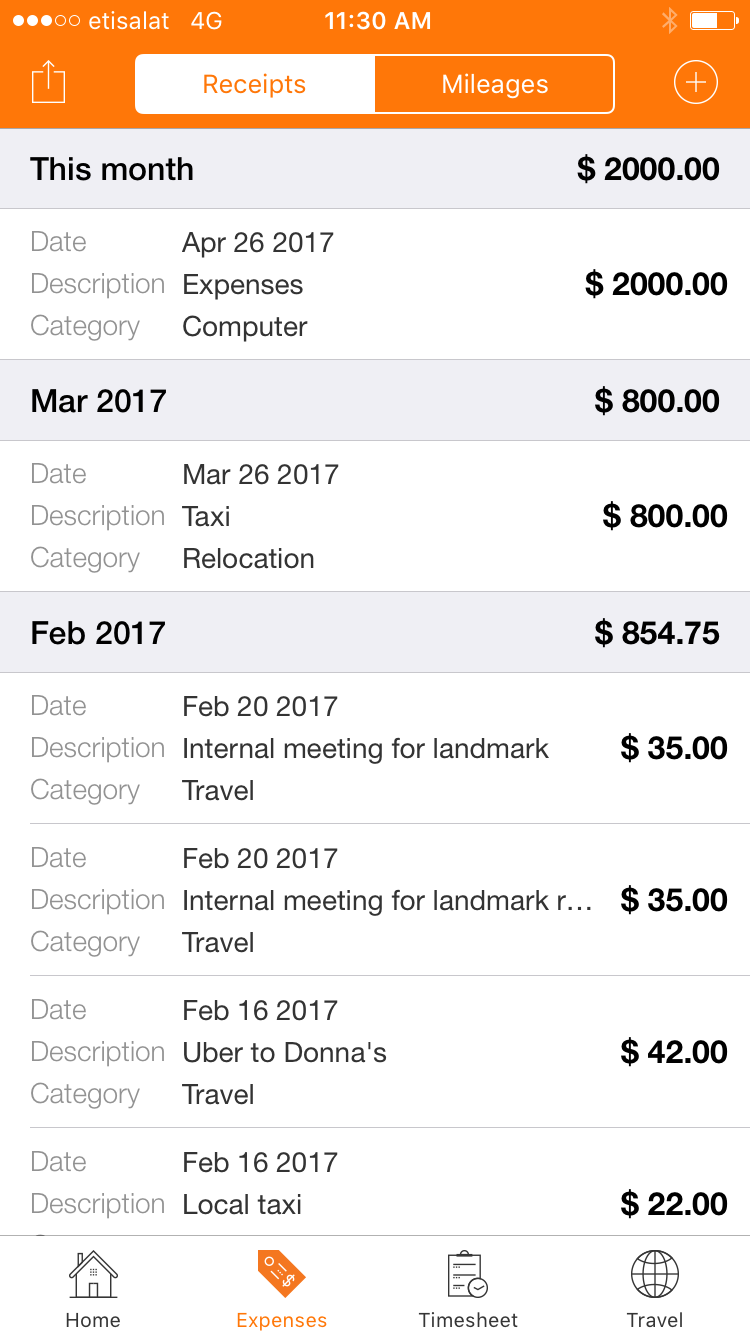 etisalat 4G 11:30 AM
Receipts Mileages
This month $ 2000.00
Date Apr 26 2017
Description Expenses $ 2000.00
Category Computer
Mar 2017 $ 800.00
Date Mar 26 2017
Description Taxi $ 800.00
Category Relocation
Feb 2017 $ 854.75
Date Feb 20 2017
Description Internal meeting for landmark $ 35.00
Category Travel
Date Feb 20 2017
Description Internal meeting for landmark r... $ 35.00
Category Travel
Date Feb 16 2017
Description Uber to Donna's $ 42.00
Category Travel
Date Feb 16 2017
Description Local taxi $ 22.00
Home Expenses Timesheet Travel